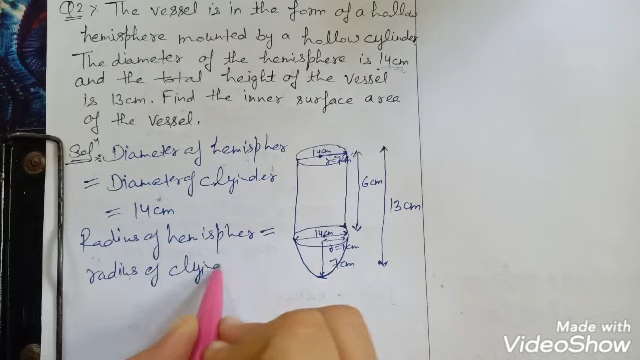 Q2> The vessel is in the form of a hollow
hemisphere mounted by a hollow cylinder
The diameter of the hemisphere is 14cm
and the total height of the vessel
is 13cm. Find the inner surface area
of the vessel.
Solⁿ:- Diameter of hemispher
= Diameter of clyinder
= 14cm
Radius of hemispher =
radius of clyin
14cm
6cm
13cm
14cm
7cm
Made with
VideoShow